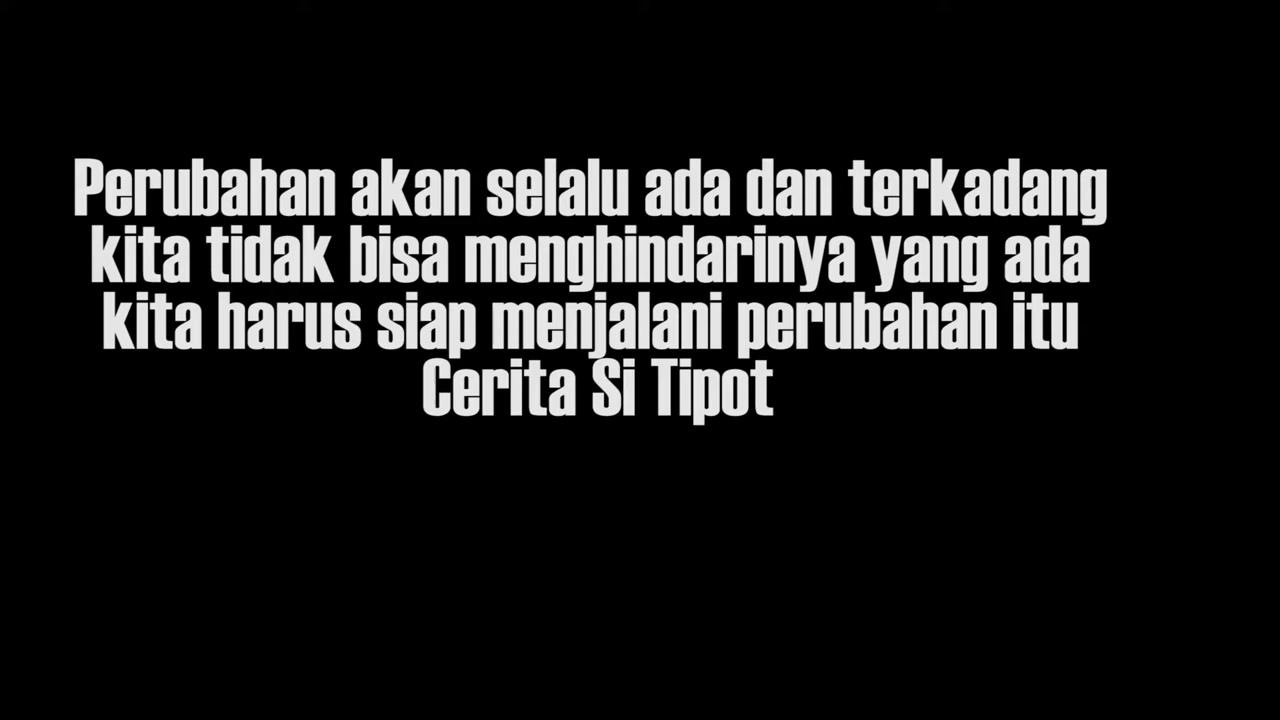 Perubahan akan selalu ada dan terkadang
kita tidak bisa menghindarinya yang ada
kita harus siap menjalani perubahan itu
Cerita Si Tipot